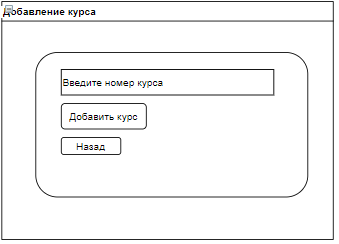 Добавление курса
Введите номер курса
Добавить курс
Назад